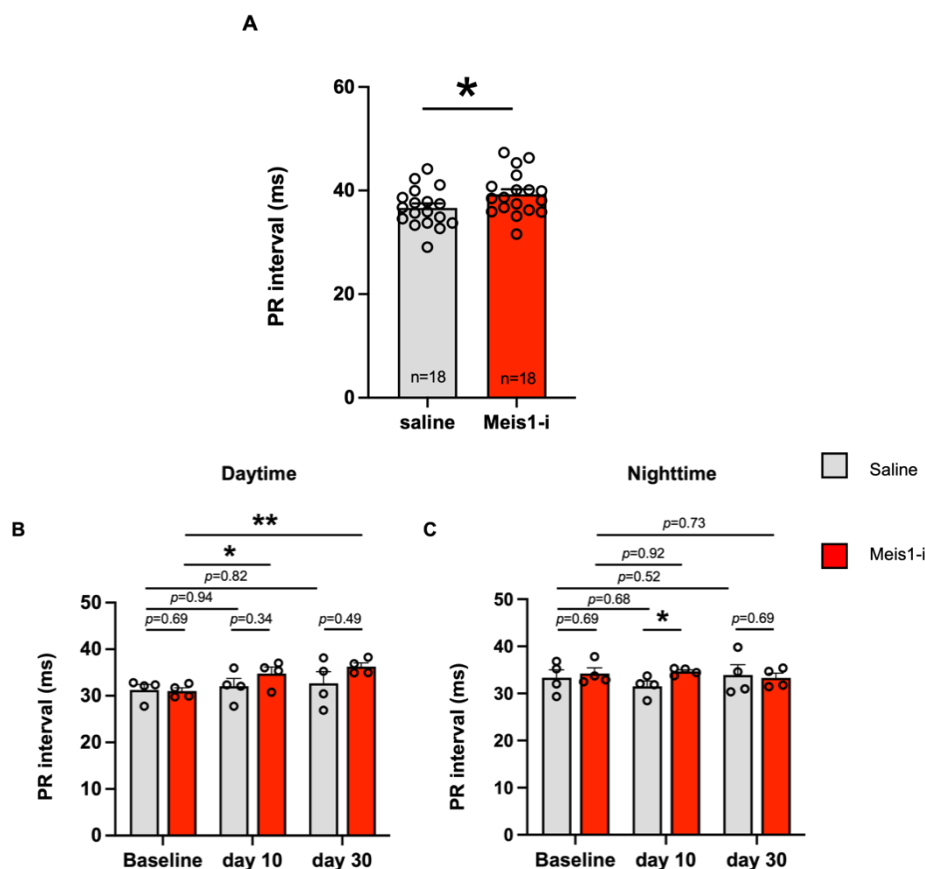 A
60
40
20
0
PR interval (ms)
*
n=18
n=18
saline
Meis1-i
Saline
Meis1-i
Daytime
B
**
*
p=0.82
p=0.94
p=0.69
p=0.34
p=0.49
50
40
30
20
10
0
PR interval (ms)
Baseline
day 10
day 30
Nighttime
C
p=0.73
p=0.92
p=0.52
p=0.68
p=0.69
*
p=0.69
50
40
30
20
10
0
PR interval (ms)
Baseline
day 10
day 30